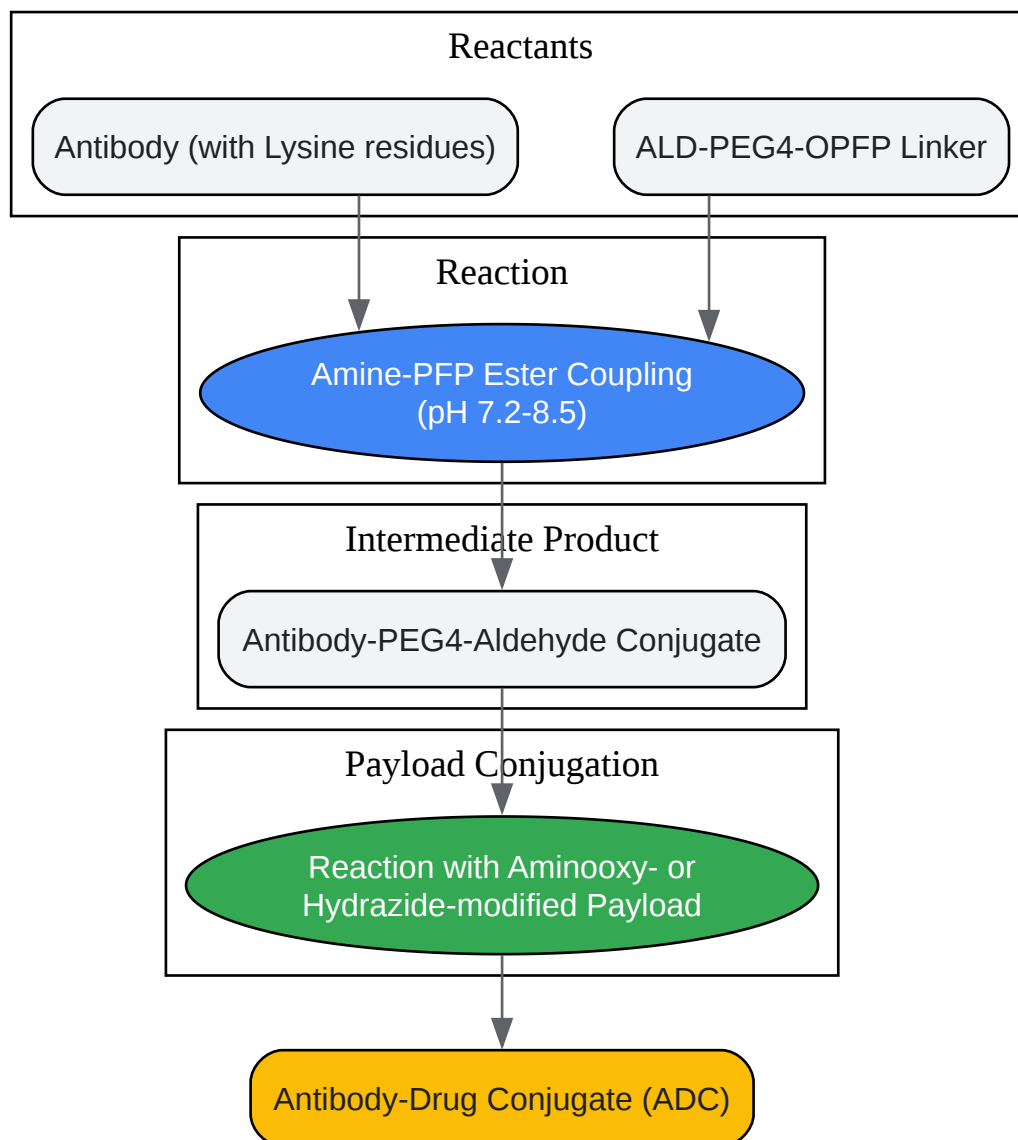 Reactants
Antibody (with Lysine residues)
ALD-PEG4-OPFP Linker
Reaction
Amine-PFP Ester Coupling
(pH 7.2-8.5)
Intermediate Product
Antibody-PEG4-Aldehyde Conjugate
Payload Conjugation
Reaction with Aminooxy- or
Hydrazide-modified Payload
Antibody-Drug Conjugate (ADC)